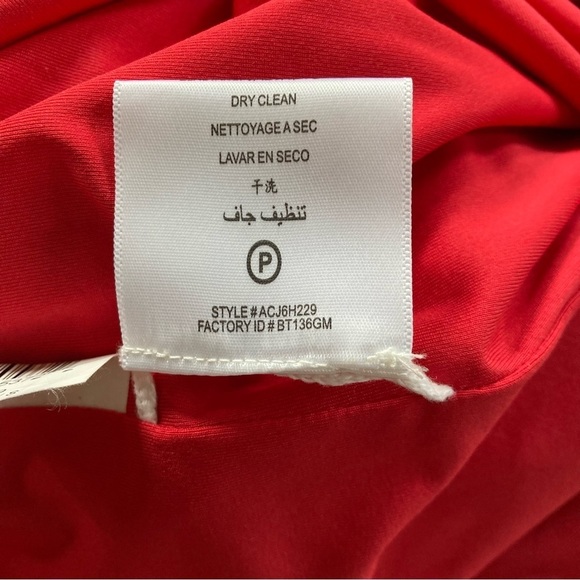 DRY CLEAN
NETTOYAGE A SEC
LAVAR EN SECO
干洗
تنظيف جاف
P
STYLE # ACJ6H229
FACTORY ID # BT136GM